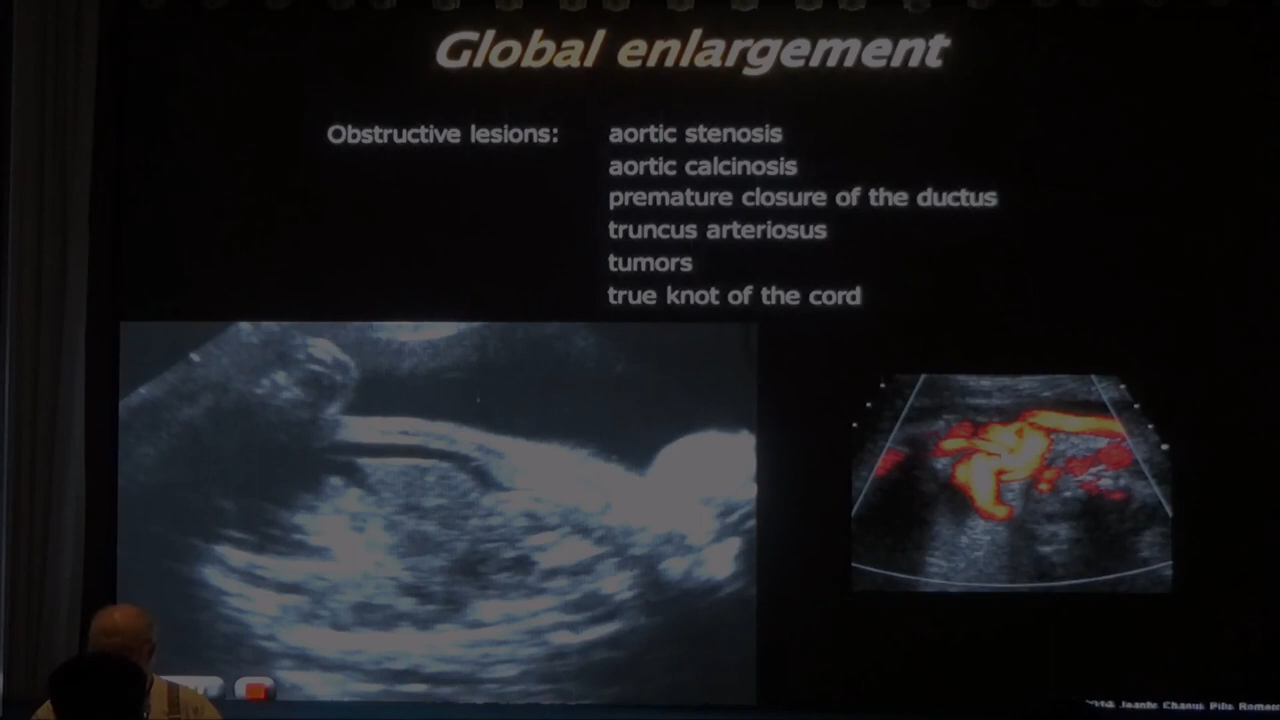 Global enlargement
Obstructive lesions: aortic stenosis
aortic calcinosis
premature closure of the ductus
truncus arteriosus
tumors
true knot of the cord